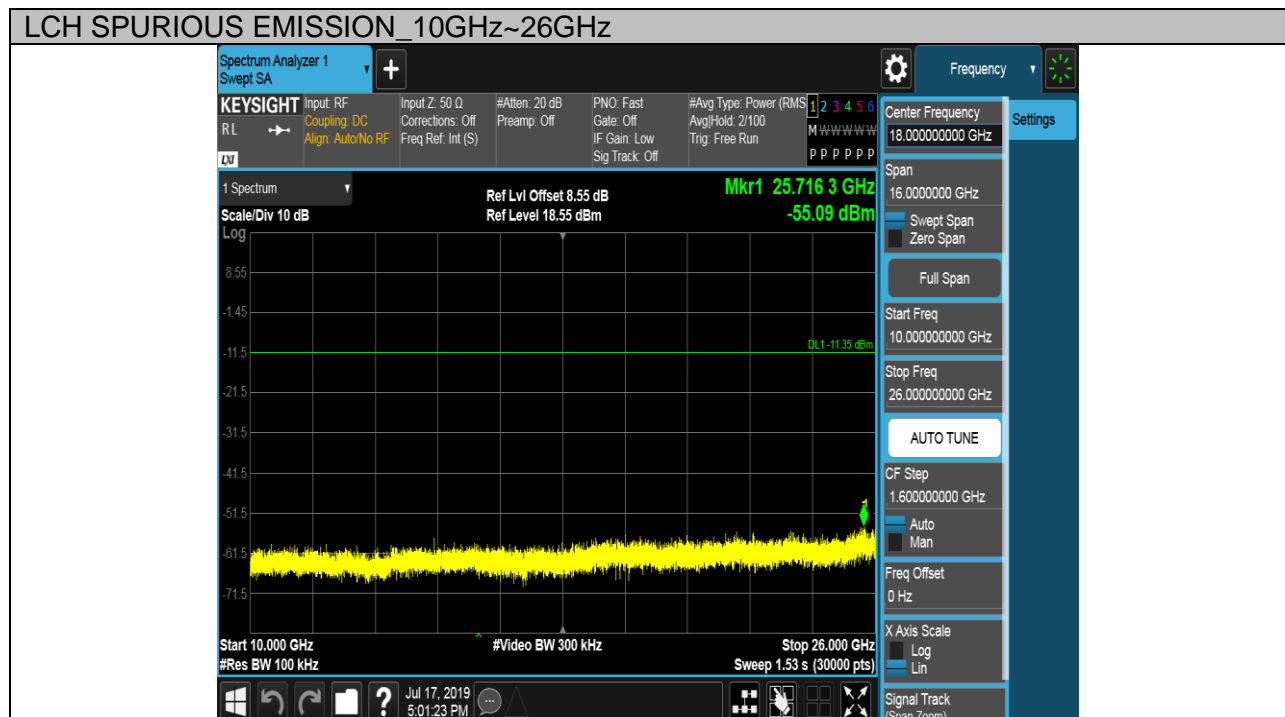 LCH SPURIOUS EMISSION_10GHz~26GHz
Spectrum Analyzer 1
Swept SA
+
Frequency
KEYSIGHT
RL
LXI
Input: RF
Coupling: DC
Align: Auto/No RF
Input Z: 50 Ω
Corrections: Off
Freq Ref: Int (S)
#Atten: 20 dB
Preamp: Off
PNO: Fast
Gate: Off
IF Gain: Low
Sig Track: Off
#Avg Type: Power (RMS
Avg|Hold: 2/100
Trig: Free Run
1 2 3 4 5 6
M W W W W W
P P P P P P
Center Frequency
18.000000000 GHz
Settings
Span
16.0000000 GHz
Swept Span
Zero Span
Full Span
Start Freq
10.000000000 GHz
Stop Freq
26.000000000 GHz
AUTO TUNE
CF Step
1.600000000 GHz
Auto
Man
Freq Offset
0 Hz
X Axis Scale
Log
Lin
Signal Track
(Span Zoom)
1 Spectrum
Scale/Div 10 dB
Log
Ref Lvl Offset 8.55 dB
Ref Level 18.55 dBm
Mkr1 25.716 3 GHz
-55.09 dBm
8.55
-1.45
-11.5
DL1 -11.35 dBm
-21.5
-31.5
-41.5
-51.5
1
-61.5
-71.5
Start 10.000 GHz
#Video BW 300 kHz
Stop 26.000 GHz
#Res BW 100 kHz
Sweep 1.53 s (30000 pts)
?
Jul 17, 2019
5:01:23 PM